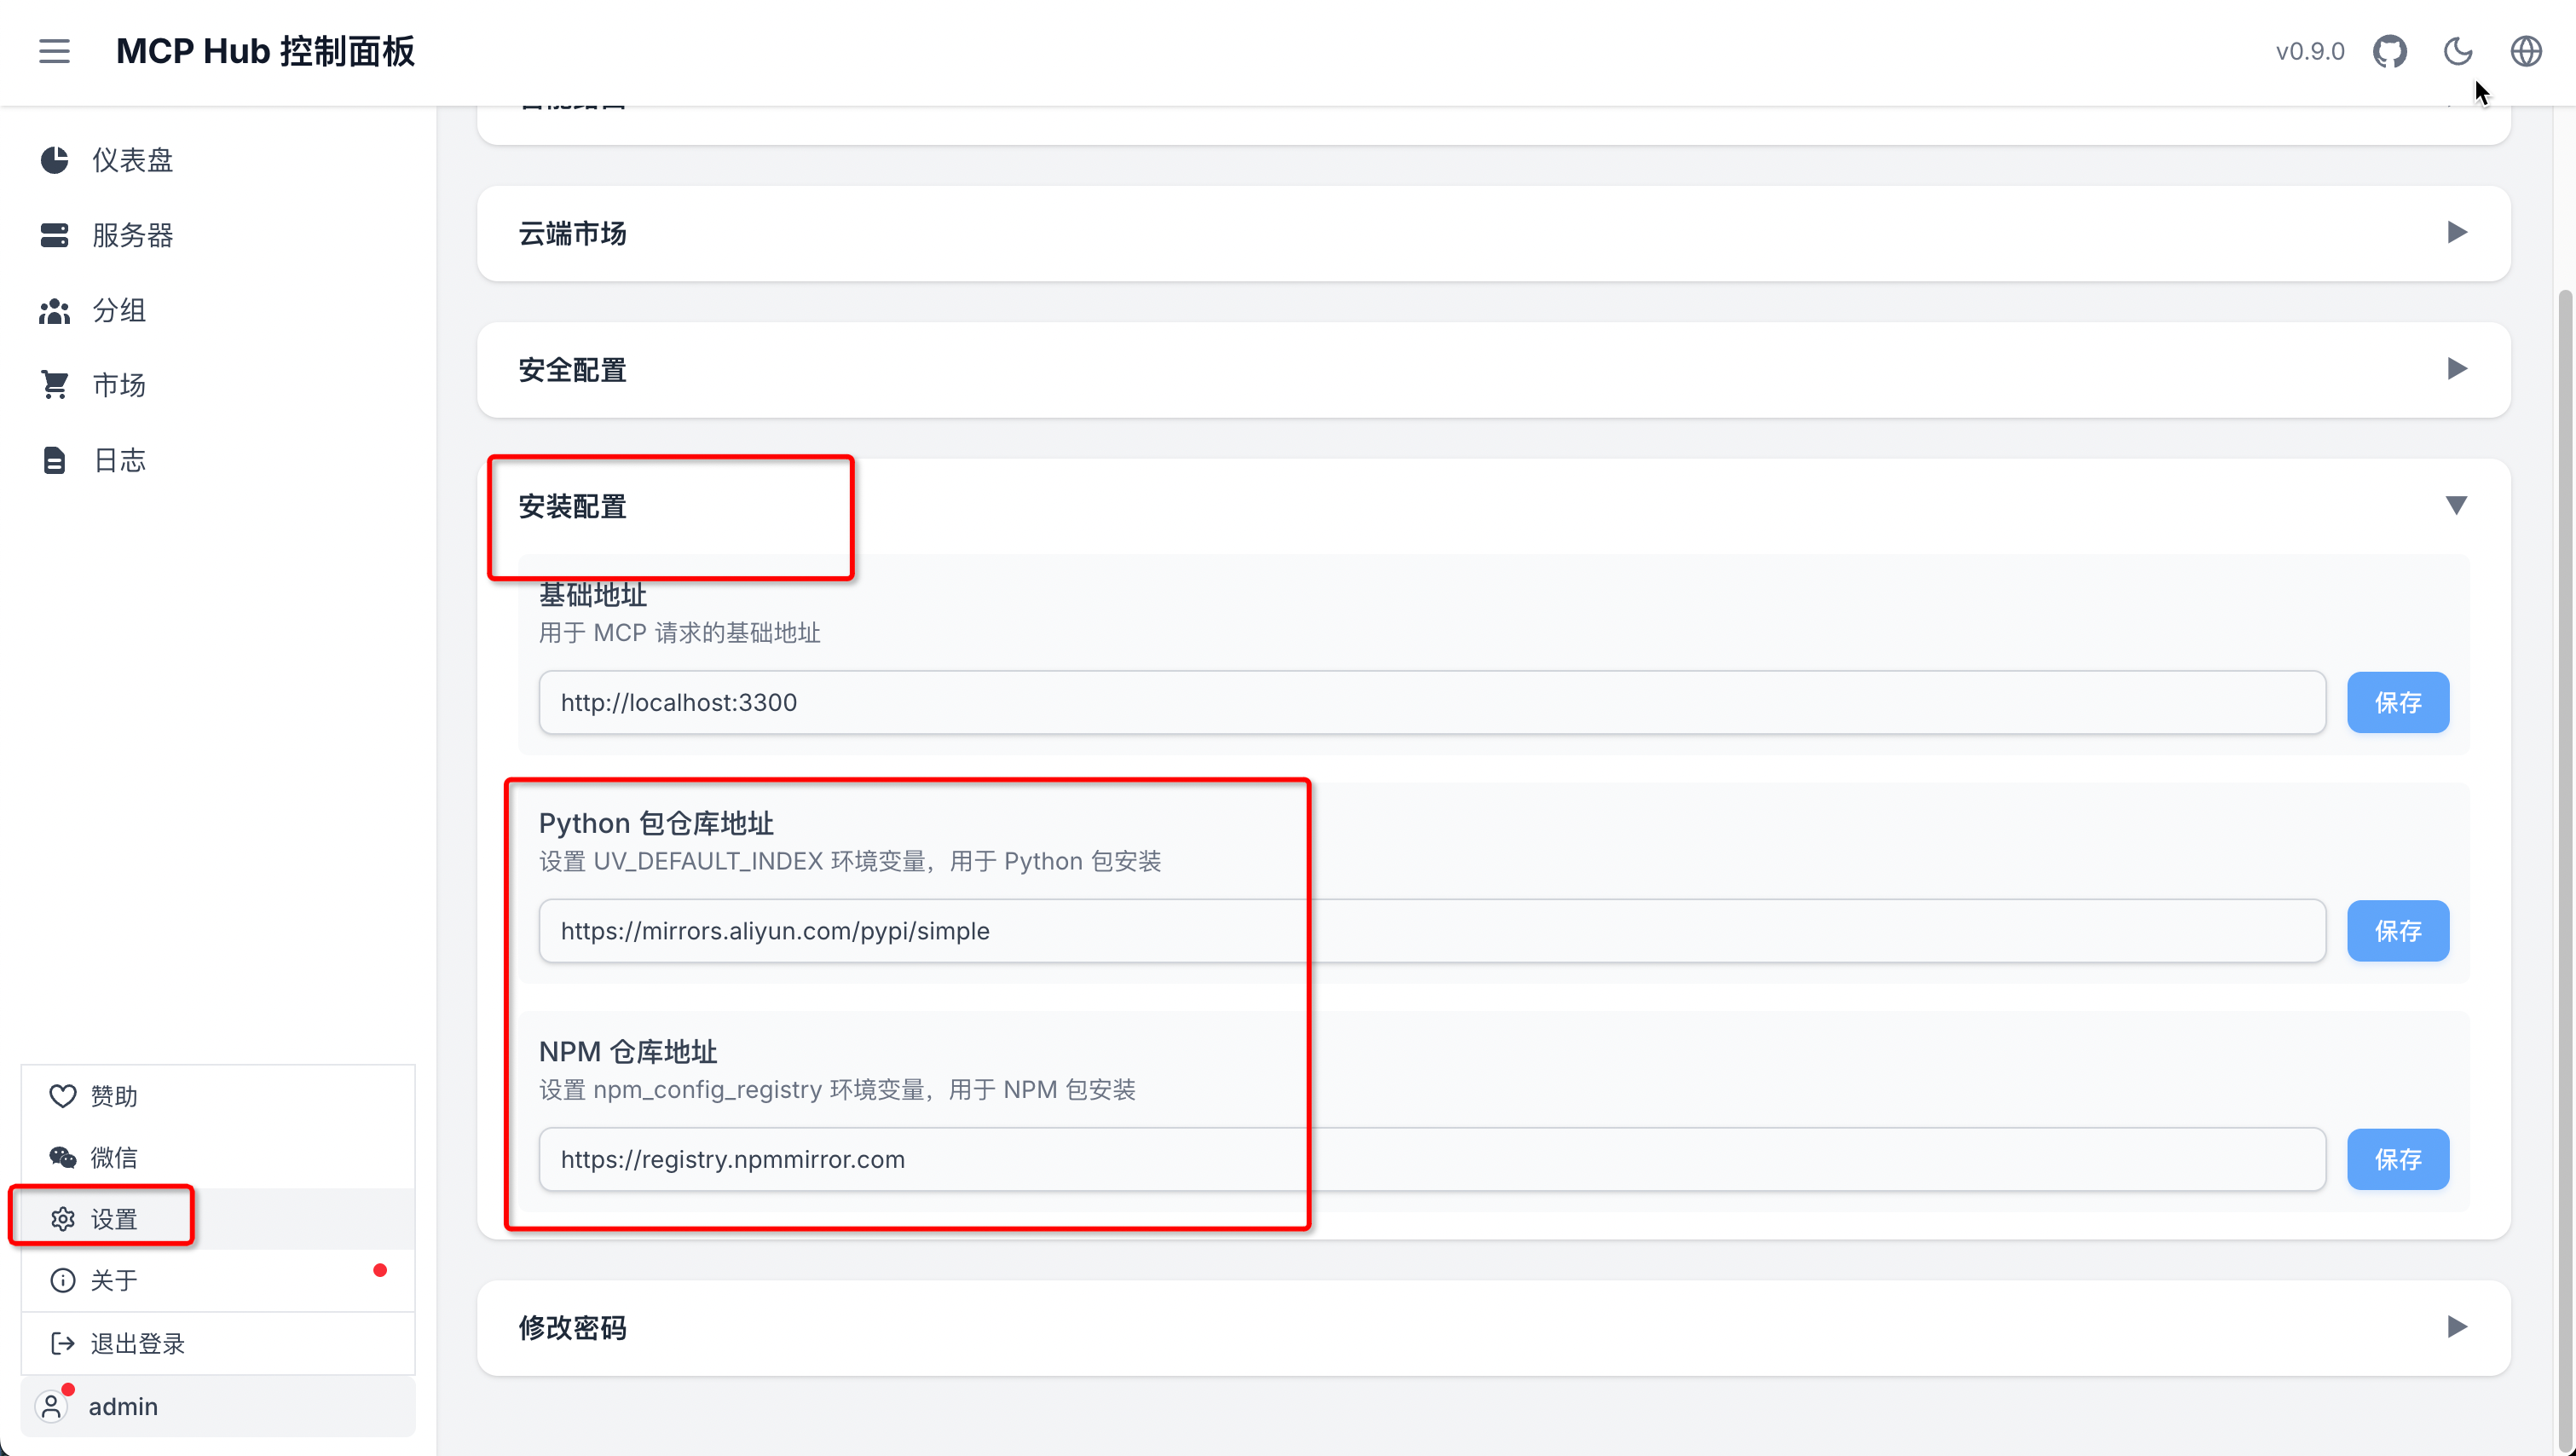 MCP Hub 控制面板
v0.9.0
仪表盘
服务器
分组
市场
日志
赞助
微信
设置
关于
退出登录
admin
云端市场
安全配置
安装配置
基础地址
用于 MCP 请求的基础地址
http://localhost:3300
保存
Python 包仓库地址
设置 UV_DEFAULT_INDEX 环境变量，用于 Python 包安装
https://mirrors.aliyun.com/pypi/simple
保存
NPM 仓库地址
设置 npm_config_registry 环境变量，用于 NPM 包安装
https://registry.npmmirror.com
保存
修改密码